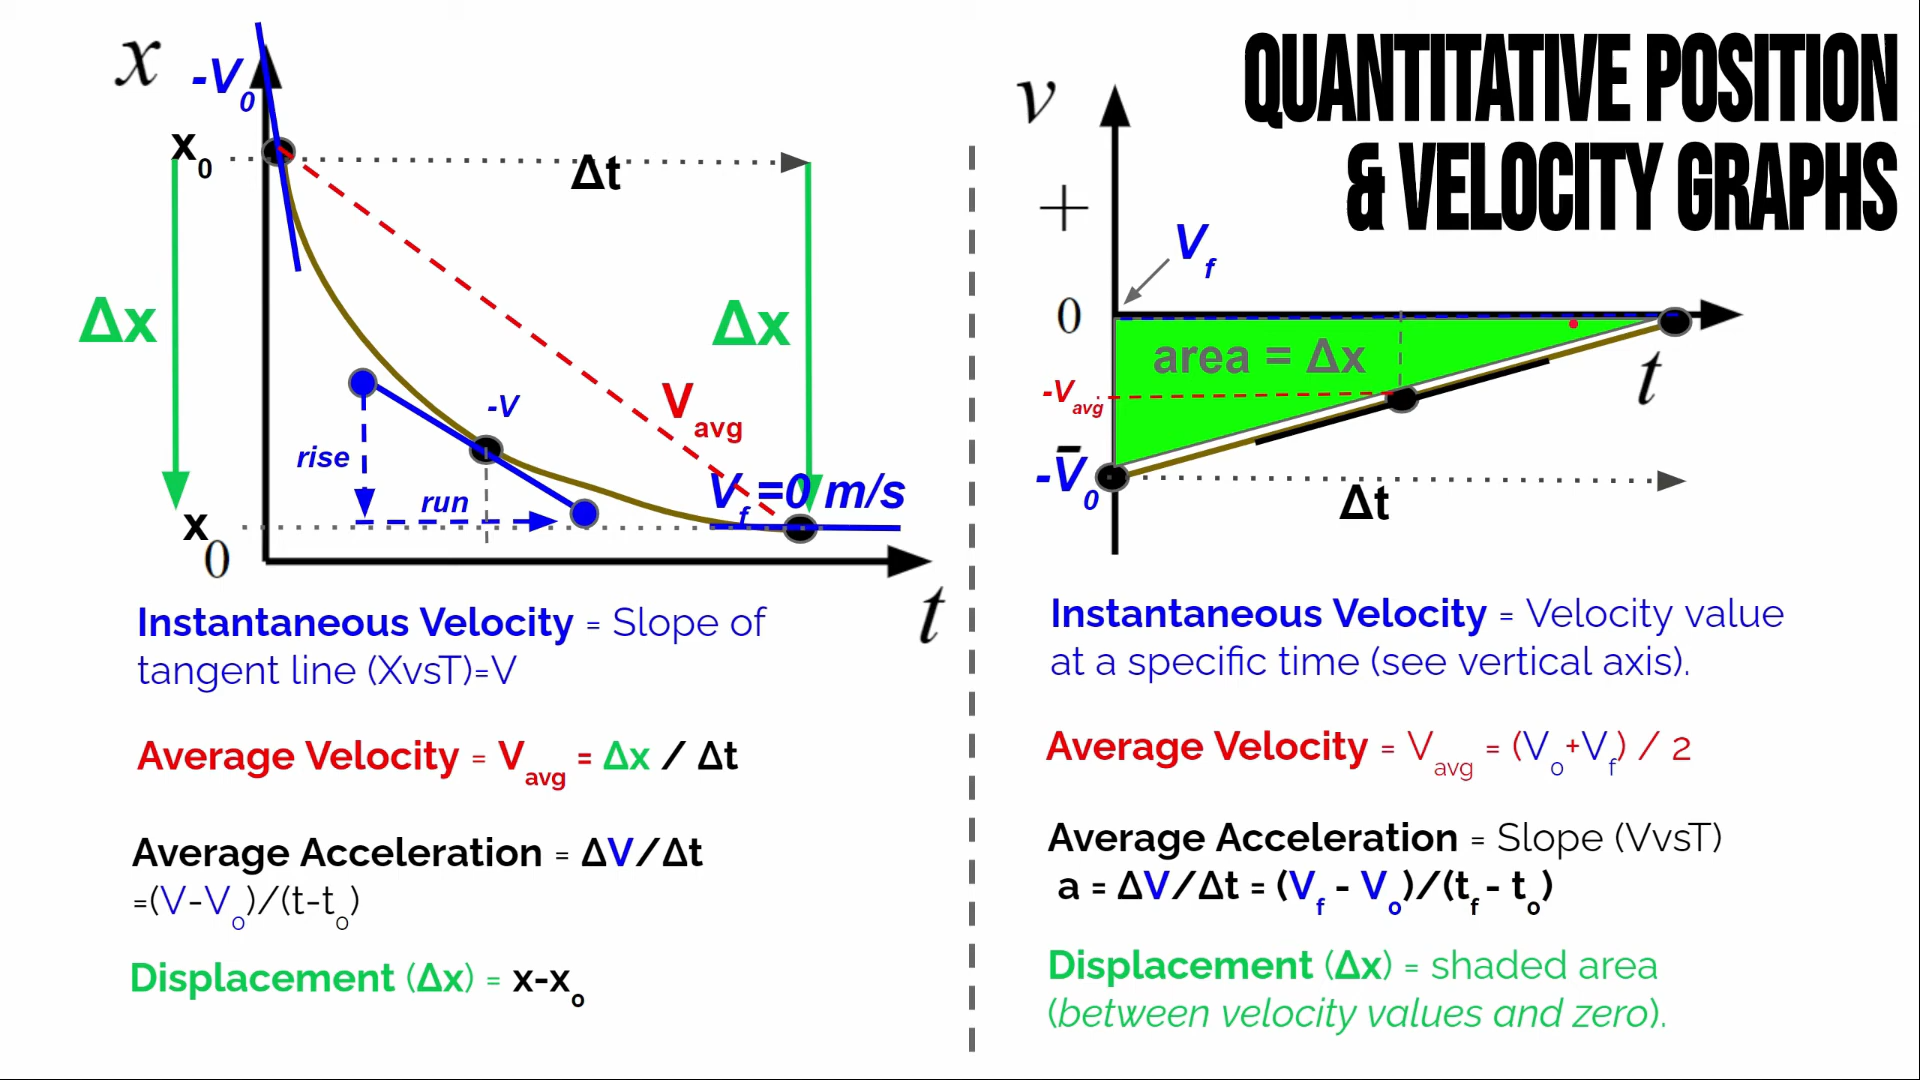 QUANTITATIVE POSITION
& VELOCITY GRAPHS
x
-V0
x0
Δt
Δx
Δx
-V
Vavg
rise
run
Vf=0 m/s
x
0
t
Instantaneous Velocity = Slope of
tangent line (XvsT)=V
Average Velocity = Vavg = Δx / Δt
Average Acceleration = ΔV/Δt
=(V-Vo)/(t-to)
Displacement (Δx) = x-xo
v
+
Vf
0
area = Δx
-Vavg
t
–
-V0
Δt
Instantaneous Velocity = Velocity value
at a specific time (see vertical axis).
Average Velocity = Vavg = (Vo+Vf) / 2
Average Acceleration = Slope (VvsT)
a = ΔV/Δt = (Vf - Vo)/(tf - to)
Displacement (Δx) = shaded area
(between velocity values and zero).